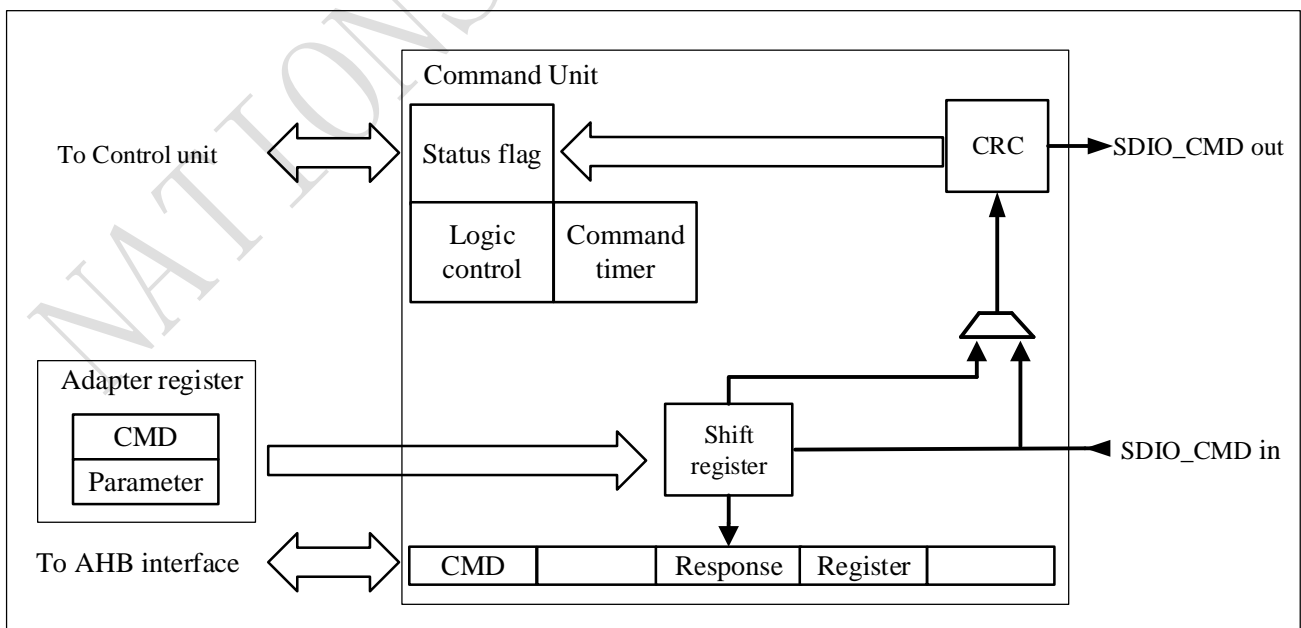 NATIONS
Command Unit
To Control unit
Status flag
CRC
SDIO_CMD out
Logic
control
Command
timer
Adapter register
CMD
Parameter
Shift
register
SDIO_CMD in
To AHB interface
CMD
Response
Register